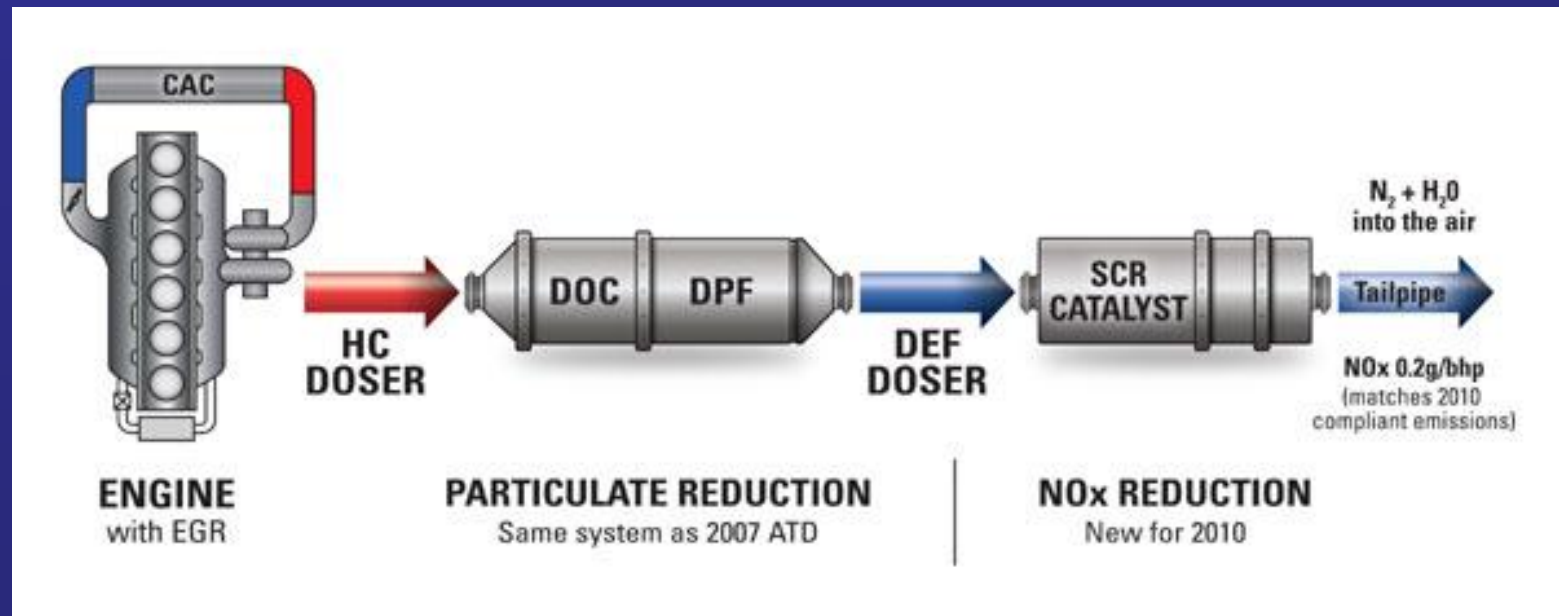 CAC
ENGINE
with EGR
HC
DOSER
DOC
DPF
PARTICULATE REDUCTION
Same system as 2007 ATD
DEF
DOSER
SCR
CATALYST
NOx REDUCTION
New for 2010
N₂ + H₂0
into the air
Tailpipe
NOx 0.2g/bhp
(matches 2010
compliant emissions)